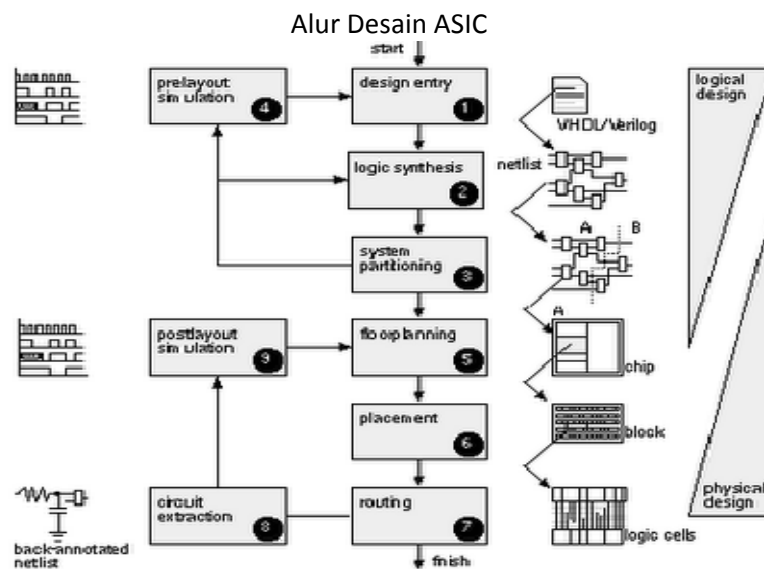 Alur Desain ASIC
start
prelayout
simulation
4
design entry
1
VHDL/Verilog
logical
design
logic synthesis
2
netlist
system
partitioning
3
A
B
postlayout
simulation
9
floorplanning
5
A
chip
placement
6
block
circuit
extraction
8
routing
7
logic cells
physical
design
back-annotated
netlist
finish